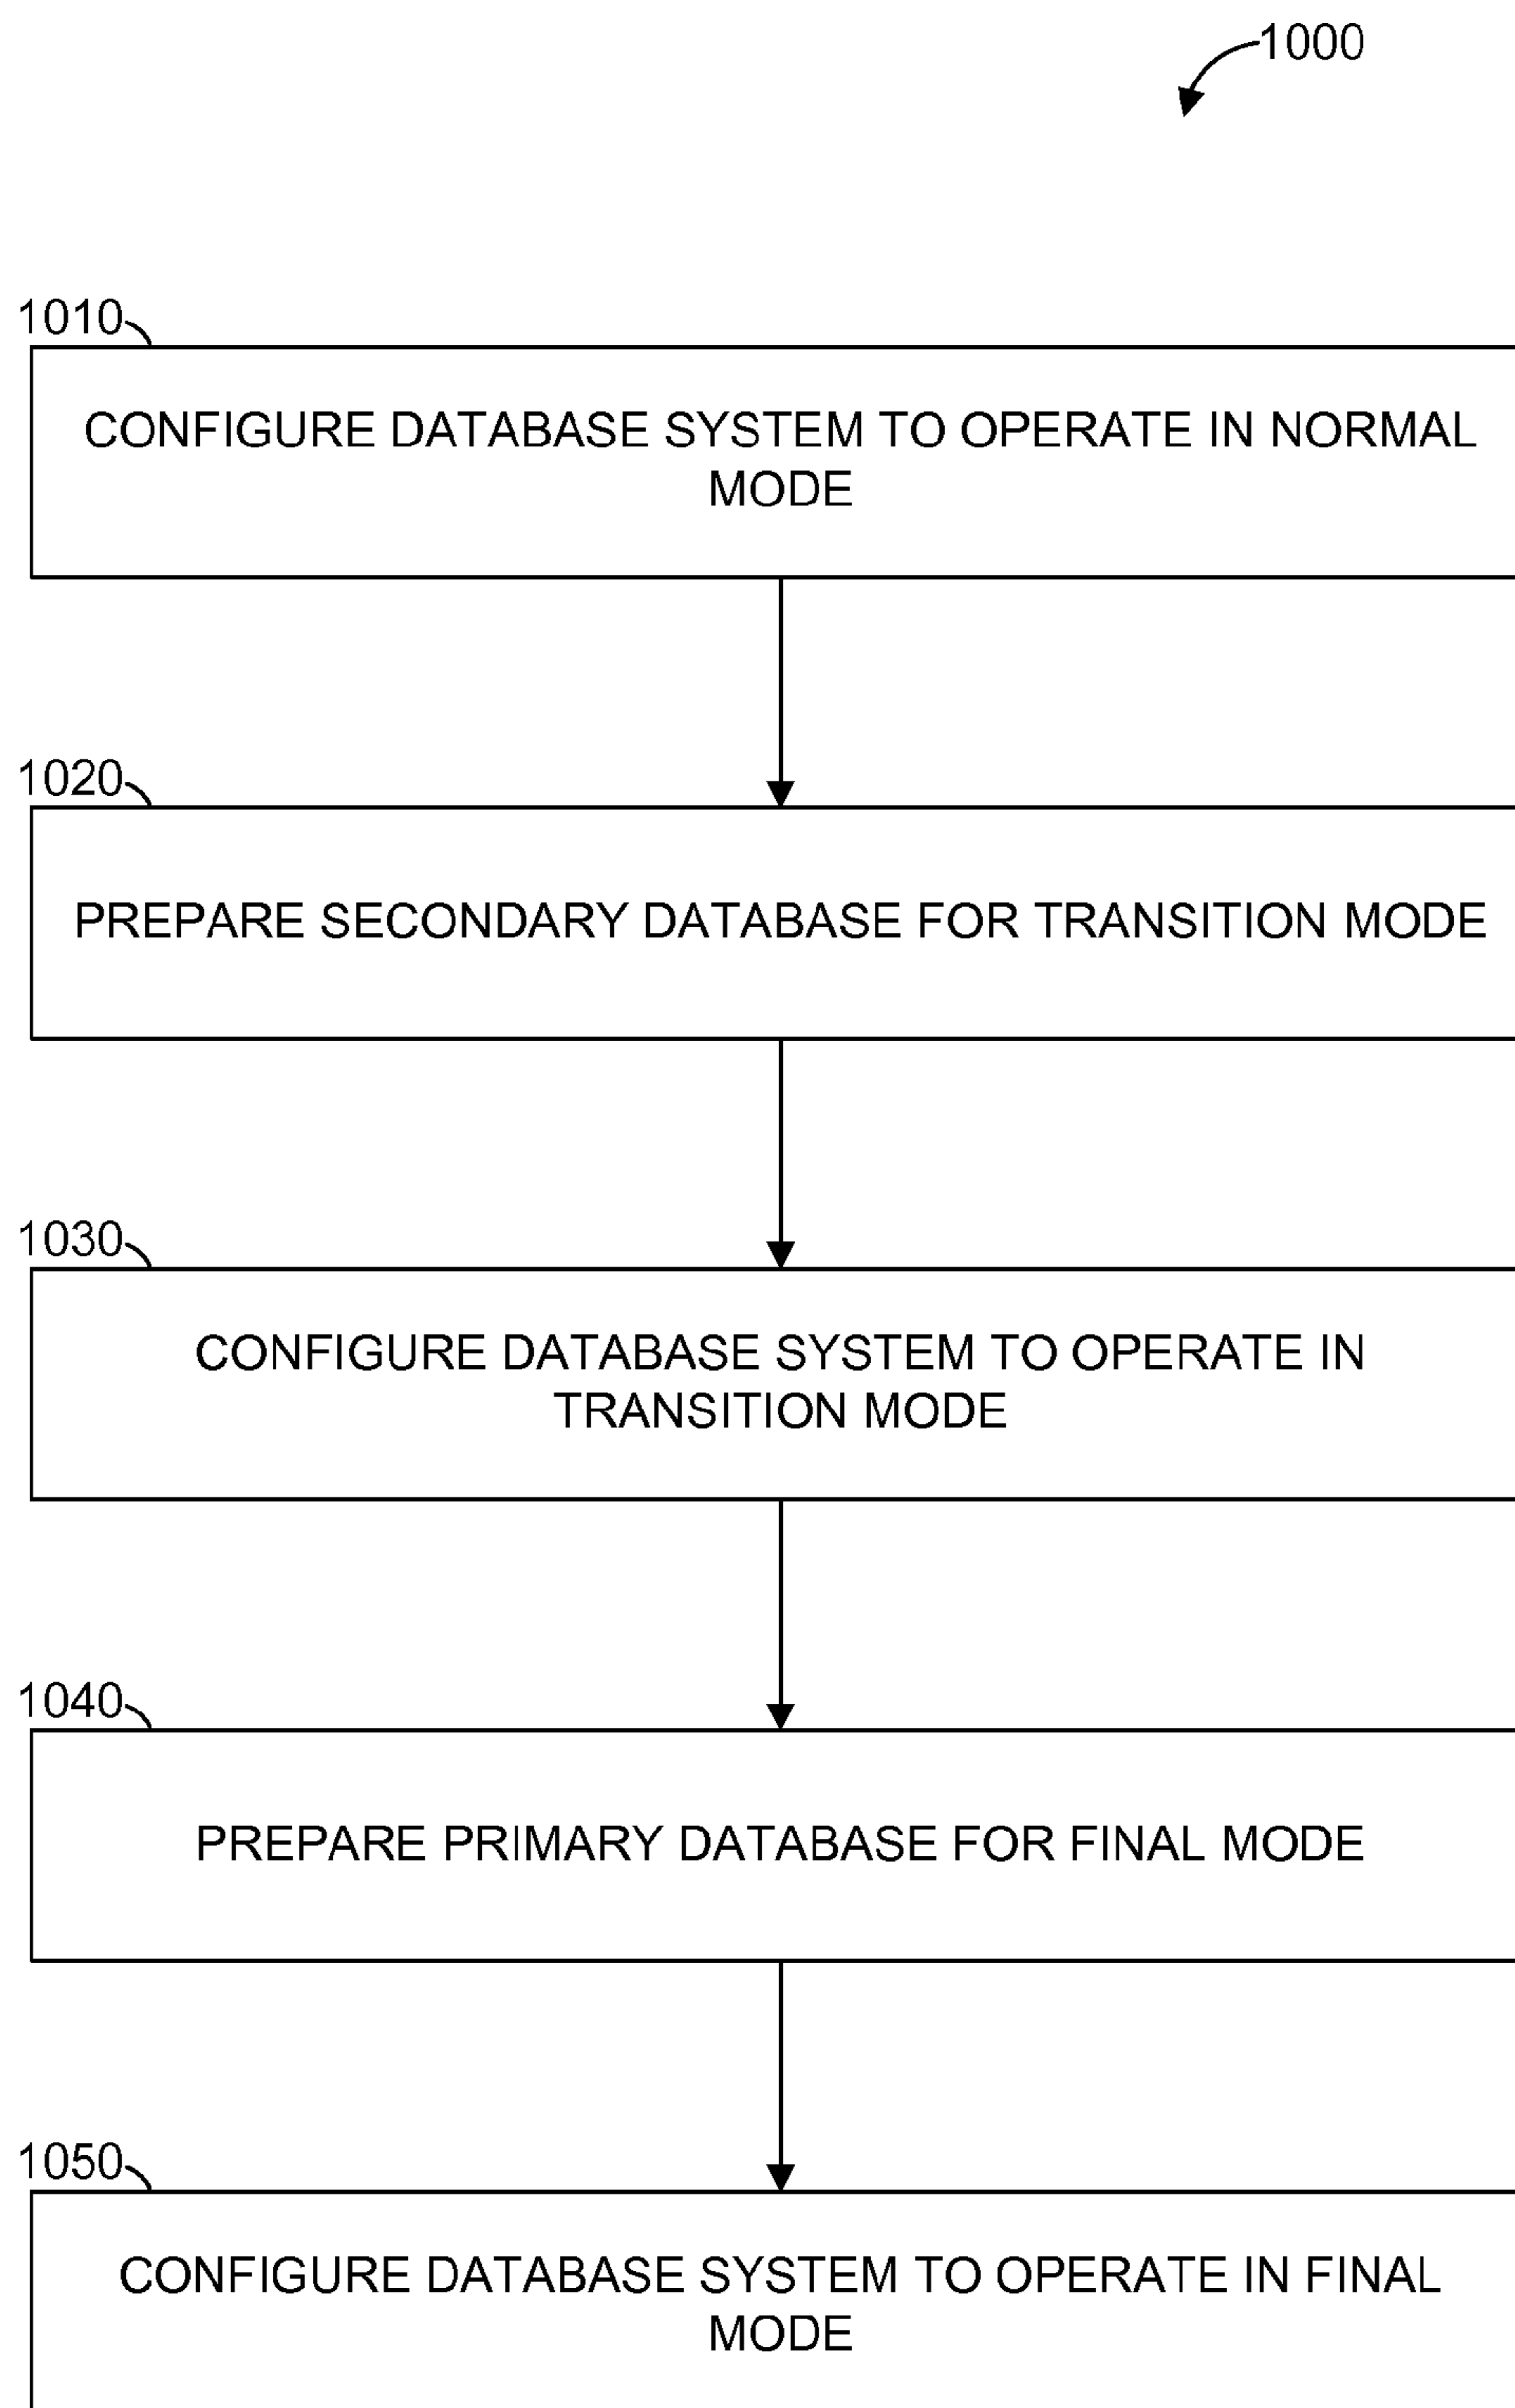 1000
1010
CONFIGURE DATABASE SYSTEM TO OPERATE IN NORMAL
MODE
1020
PREPARE SECONDARY DATABASE FOR TRANSITION MODE
1030
CONFIGURE DATABASE SYSTEM TO OPERATE IN
TRANSITION MODE
1040
PREPARE PRIMARY DATABASE FOR FINAL MODE
1050
CONFIGURE DATABASE SYSTEM TO OPERATE IN FINAL
MODE